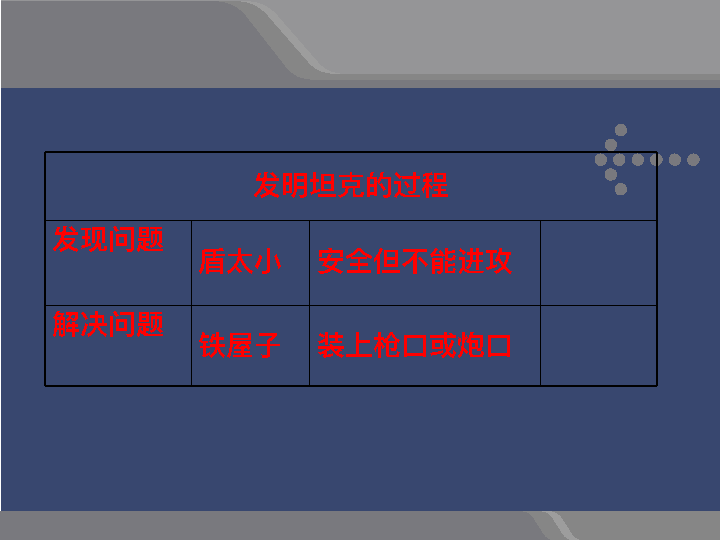 发明坦克的过程
发现问题
盾太小
安全但不能进攻
解决问题
铁屋子
装上枪口或炮口